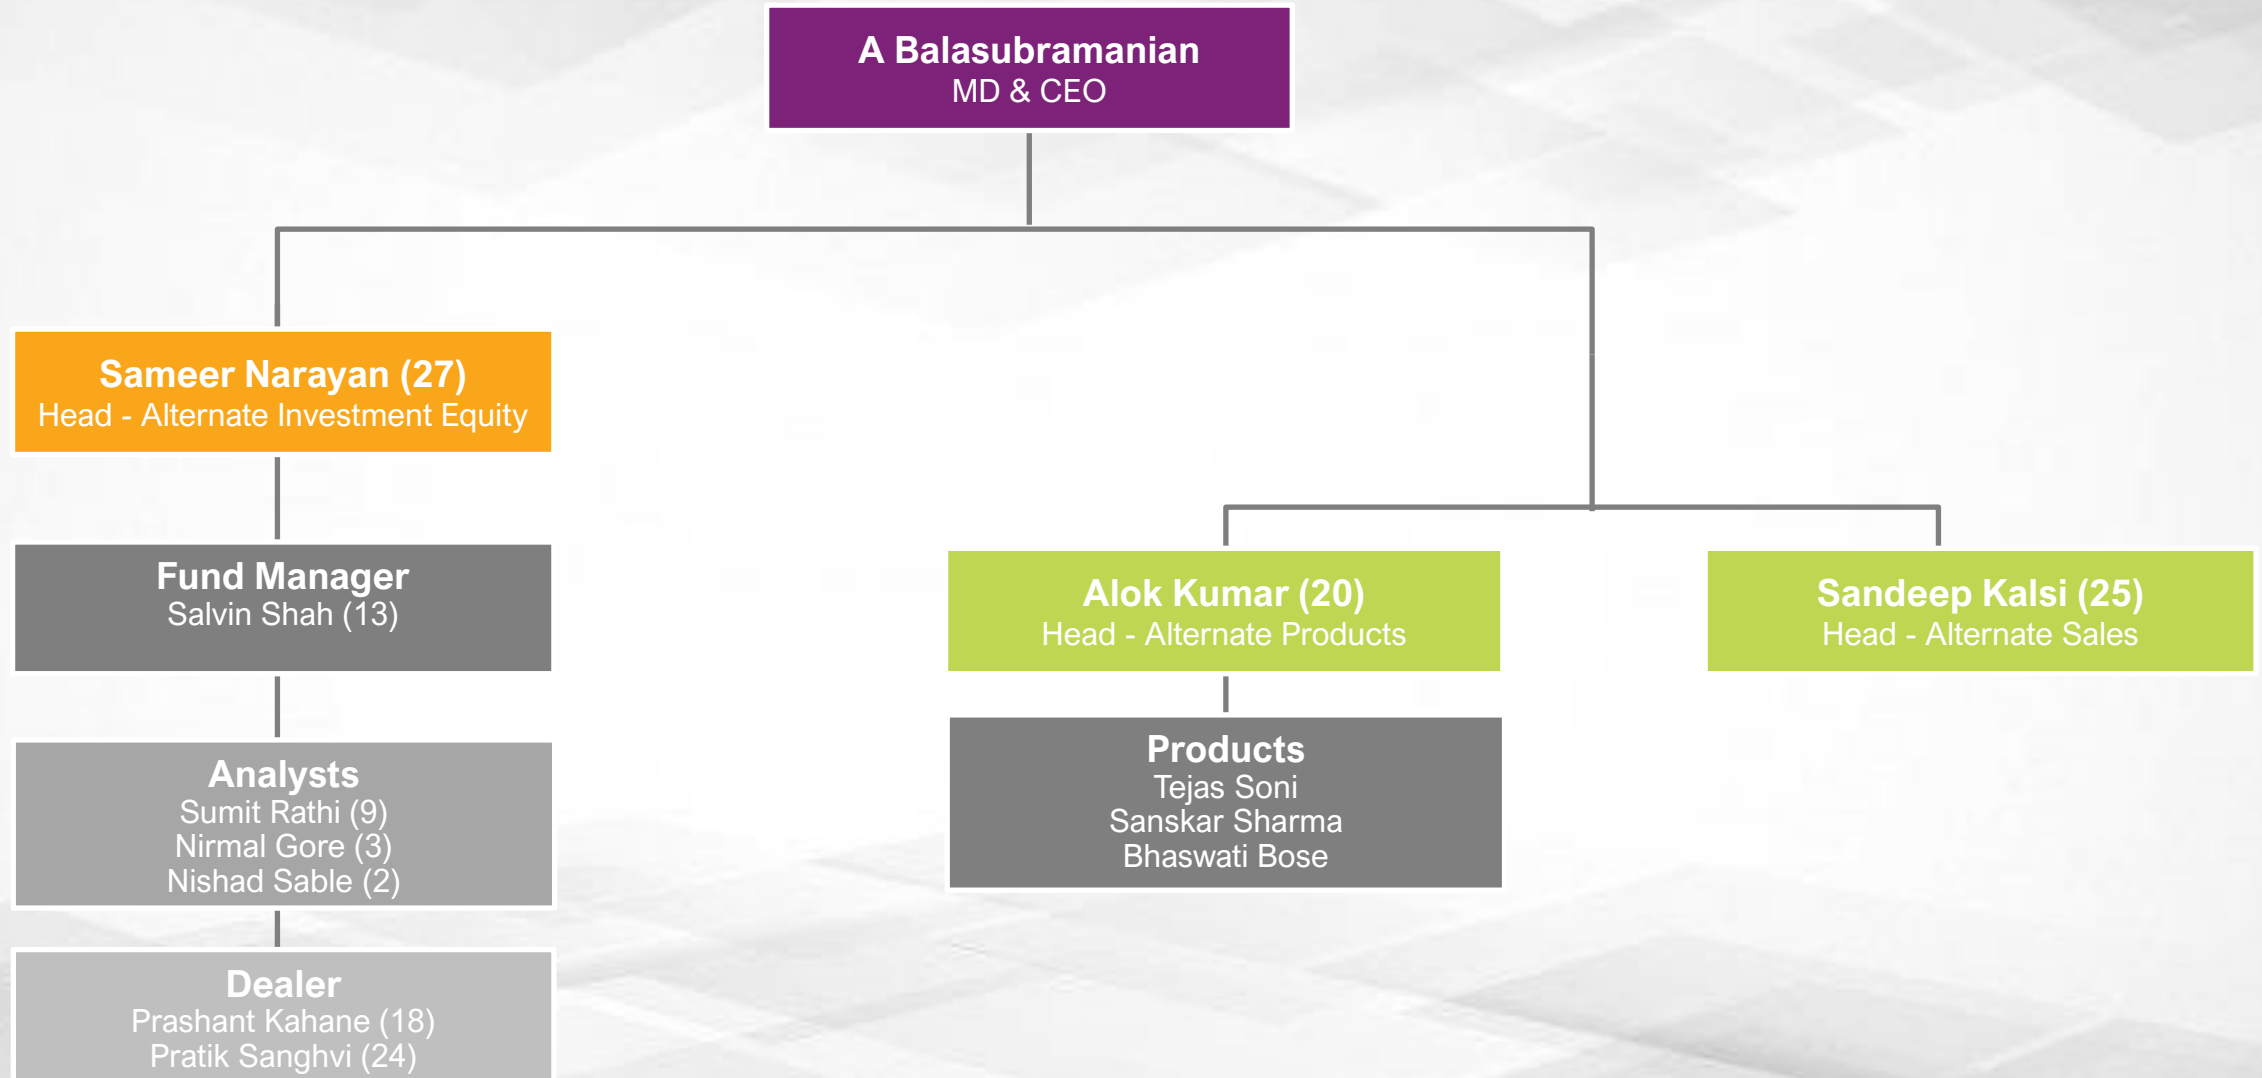 A Balasubramanian
MD & CEO
Sameer Narayan (27)
Head - Alternate Investment Equity
Fund Manager
Salvin Shah (13)
Analysts
Sumit Rathi (9)
Nirmal Gore (3)
Nishad Sable (2)
Dealer
Prashant Kahane (18)
Pratik Sanghvi (24)
Alok Kumar (20)
Head - Alternate Products
Products
Tejas Soni
Sanskar Sharma
Bhaswati Bose
Sandeep Kalsi (25)
Head - Alternate Sales